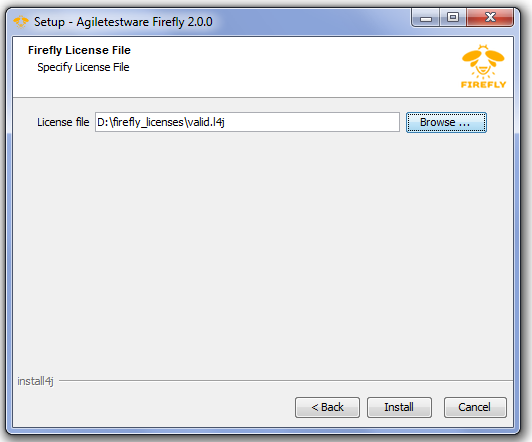 Setup - Agiletestware Firefly 2.0.0
Firefly License File
Specify License File
FIREFLY
License file D:\firefly_licenses\valid.l4j Browse ...
install4j
< Back Install Cancel